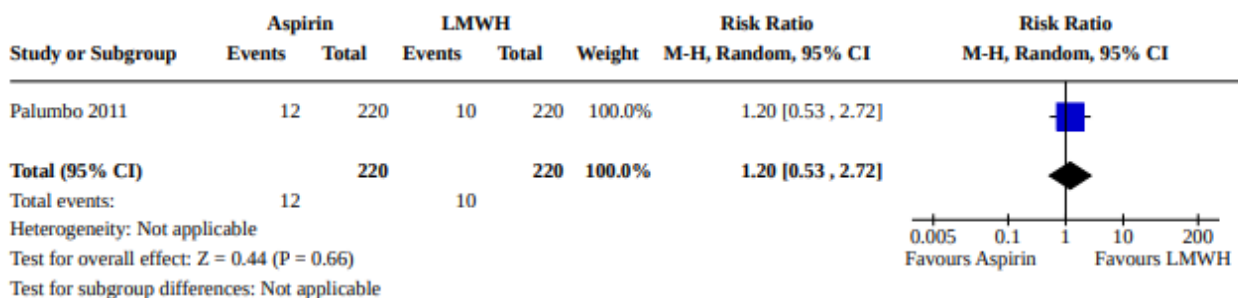 Aspirin LMWH Risk Ratio Risk Ratio
Study or Subgroup Events Total Events Total Weight M-H, Random, 95% CI M-H, Random, 95% CI
Palumbo 2011 12 220 10 220 100.0% 1.20 [0.53 , 2.72]
Total (95% CI) 220 220 100.0% 1.20 [0.53 , 2.72]
Total events: 12 10
Heterogeneity: Not applicable
Test for overall effect: Z = 0.44 (P = 0.66)
Test for subgroup differences: Not applicable
0.005 0.1 1 10 200
Favours Aspirin Favours LMWH